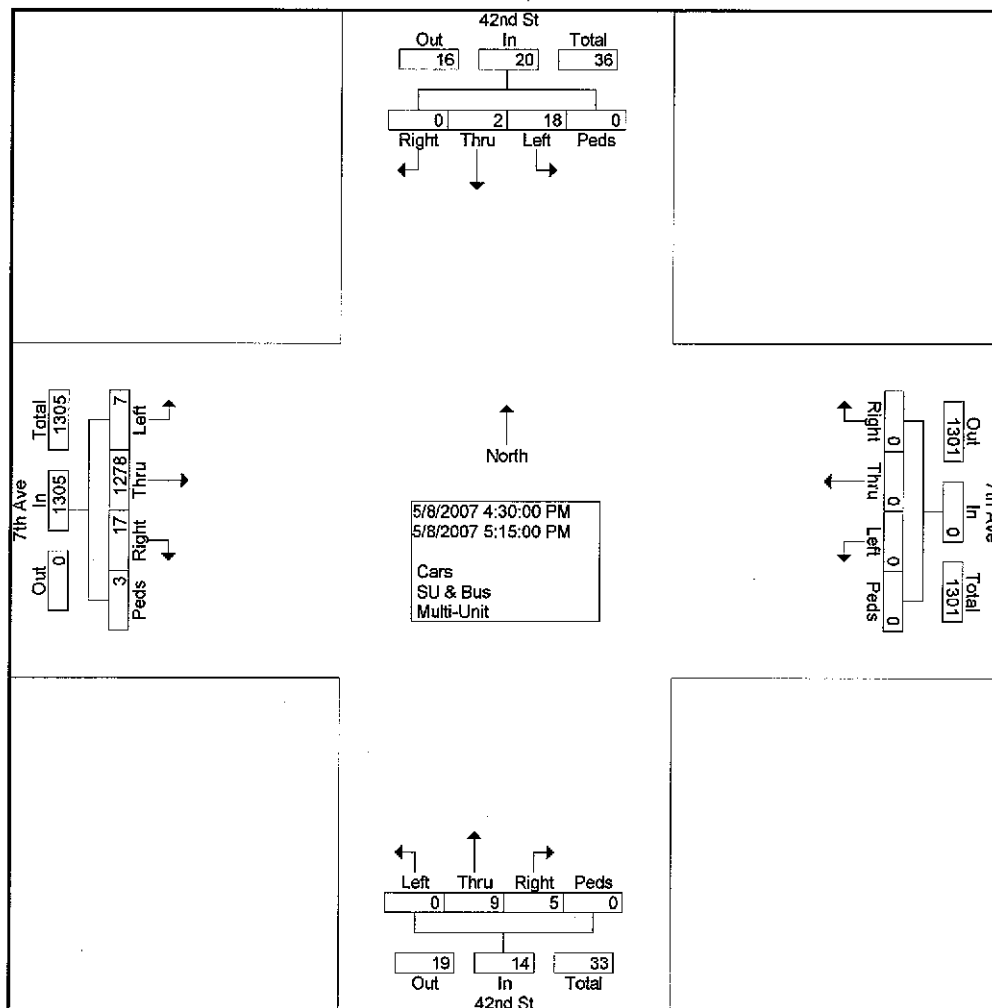 42nd St
Out In Total
16 20 36
0 2 18 0
Right Thru Left Peds
7th Ave
Total In Out
1305 1305 0
7 1278 17 3
Left Thru Right Peds
North
5/8/2007 4:30:00 PM
5/8/2007 5:15:00 PM
Cars
SU & Bus
Multi-Unit
Right Thru Left Peds
0 0 0 0
Out In Total
1301 0 1301
7th Ave
Left Thru Right Peds
0 9 5 0
19 14 33
Out In Total
42nd St